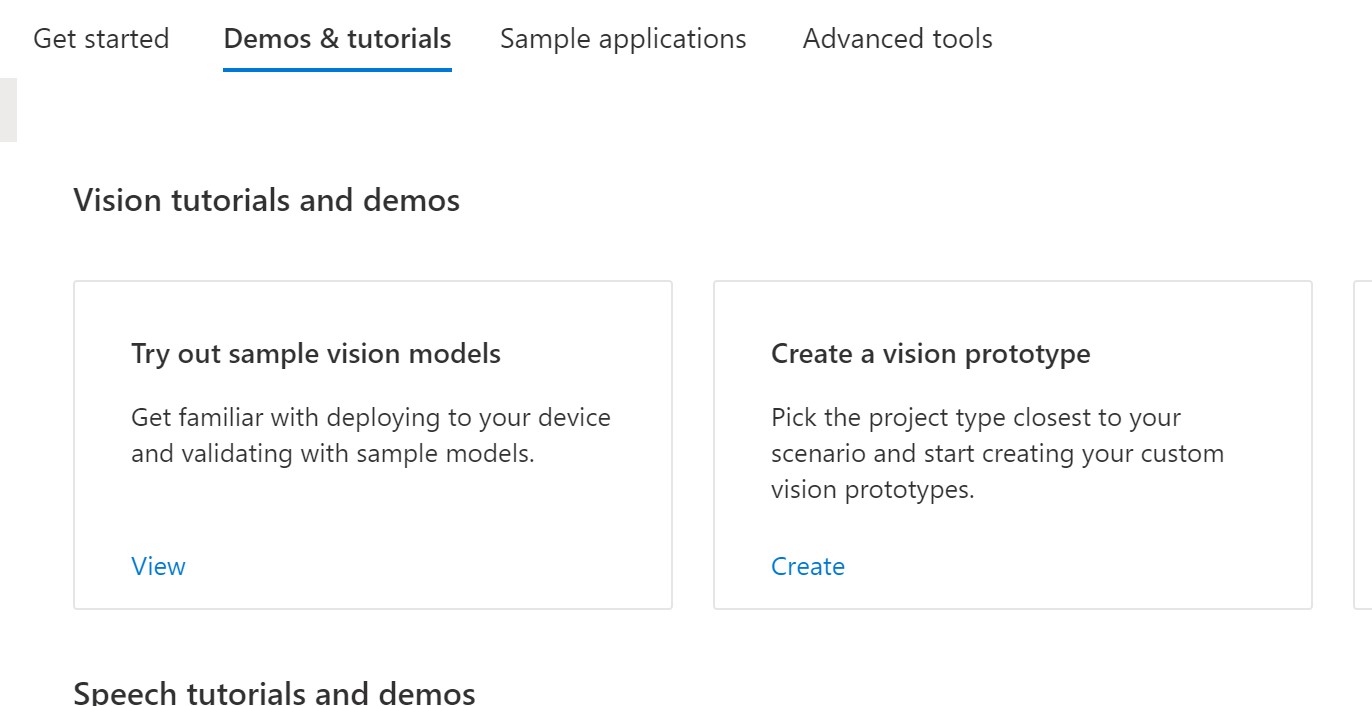 Get started Demos & tutorials Sample applications Advanced tools
Vision tutorials and demos
Try out sample vision models
Get familiar with deploying to your device
and validating with sample models.
View
Create a vision prototype
Pick the project type closest to your
scenario and start creating your custom
vision prototypes.
Create
Speech tutorials and demos